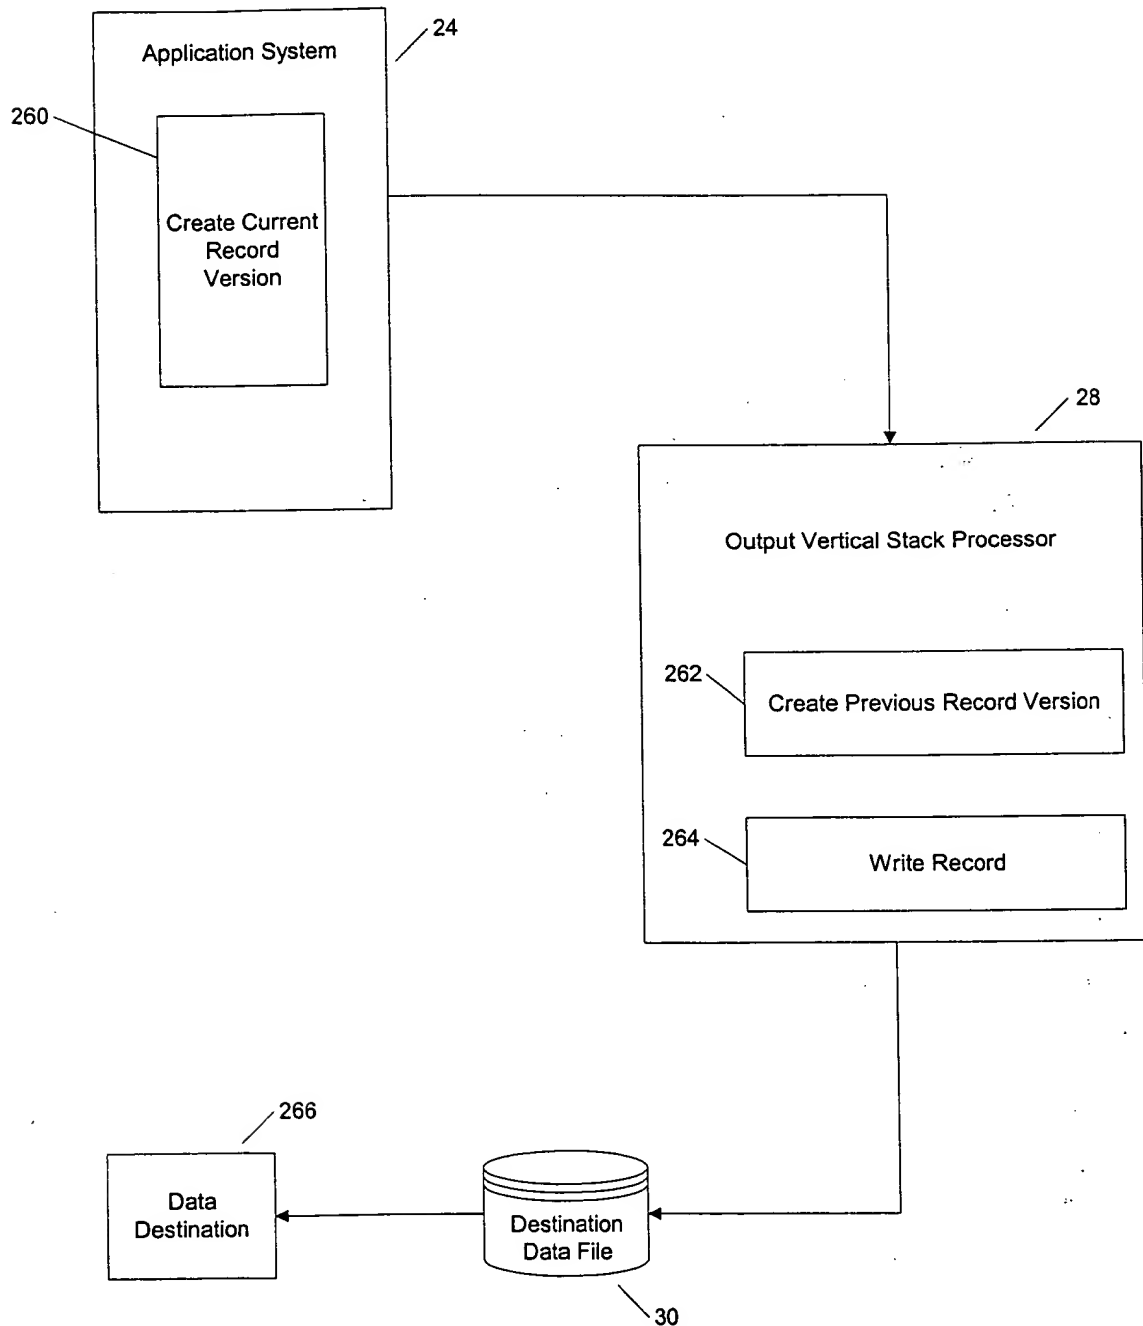 24
Application System
260
Create Current
Record
Version
28
Output Vertical Stack Processor
262
Create Previous Record Version
264
Write Record
266
Data
Destination
Destination
Data File
30